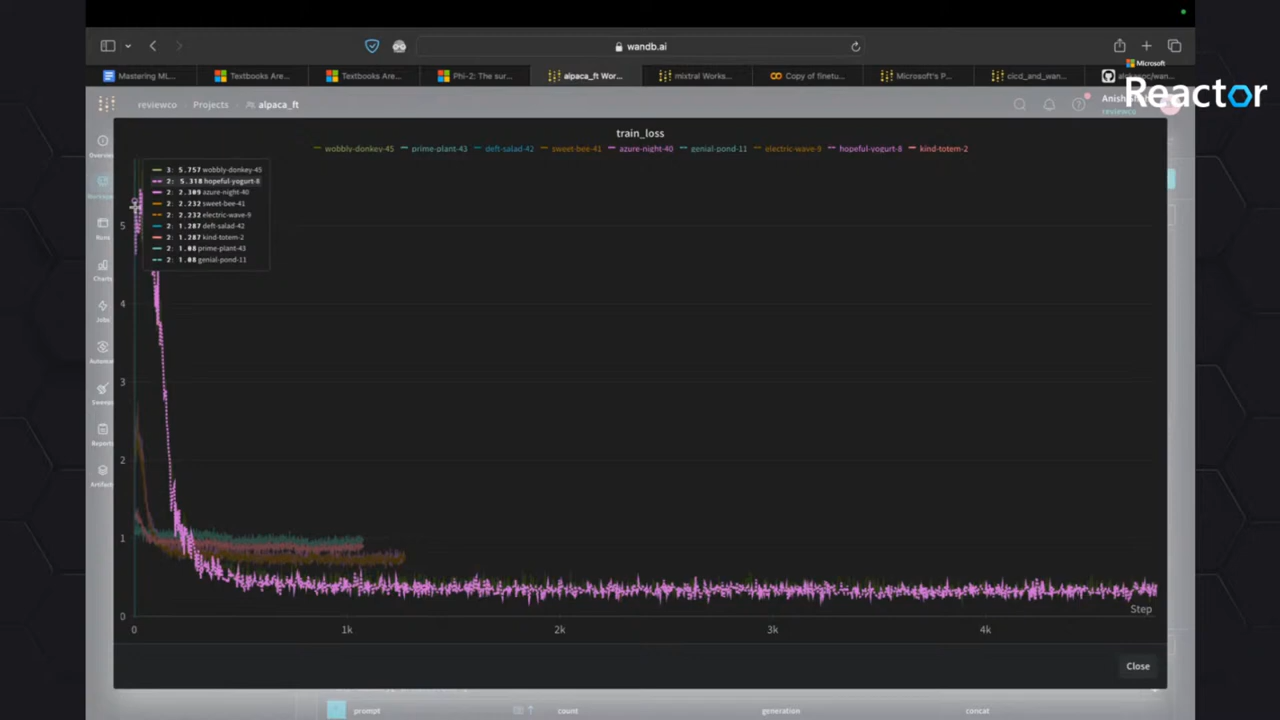 wandb.ai
Mastering ML...
Textbooks Are...
Textbooks Are...
Phi-2: The sur...
alpaca_ft Wor...
mistral Works...
Copy of finetu...
Microsoft's P...
cicd_and_wan...
Microsoft
Reactor
reviewco
Projects
alpaca_ft
reviewco
train_loss
wobbly-donkey-45 prime-plant-43 deft-salad-42 sweet-bee-41 azure-night-40 genial-pond-11 electric-wave-9 hopeful-yogurt-8 kind-totem-2
3: 5.757 wobbly-donkey-45
2: 5.318 hopeful-yogurt-8
2: 2.309 azure-night-40
2: 2.232 sweet-bee-41
2: 2.232 electric-wave-9
2: 1.287 deft-salad-42
2: 1.287 kind-totem-2
2: 1.08 prime-plant-43
2: 1.08 genial-pond-11
5
4
3
2
1
0
0 1k 2k 3k 4k
Step
Runs
Charts
Jobs
Close
prompt count generation concat